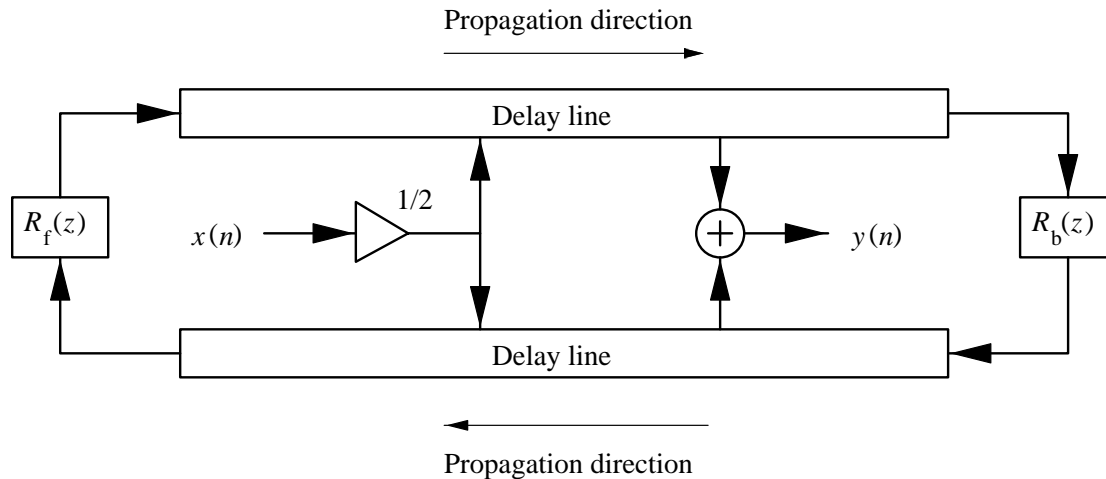 Propagation direction
Delay line
1/2
R_f(z)
x(n)
y(n)
R_b(z)
Delay line
Propagation direction